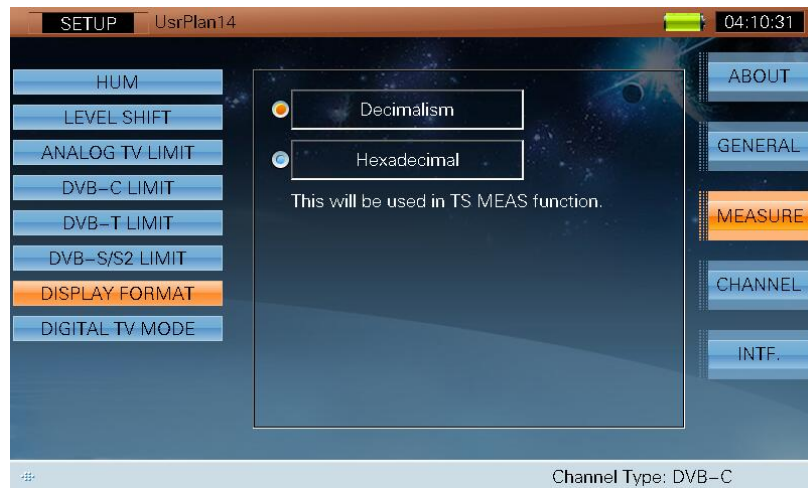 SETUP UsrPlan14 04:10:31
HUM
LEVEL SHIFT
ANALOG TV LIMIT
DVB-C LIMIT
DVB-T LIMIT
DVB-S/S2 LIMIT
DISPLAY FORMAT
DIGITAL TV MODE
Decimalism
Hexadecimal
This will be used in TS MEAS function.
ABOUT
GENERAL
MEASURE
CHANNEL
INTF.
Channel Type: DVB-C